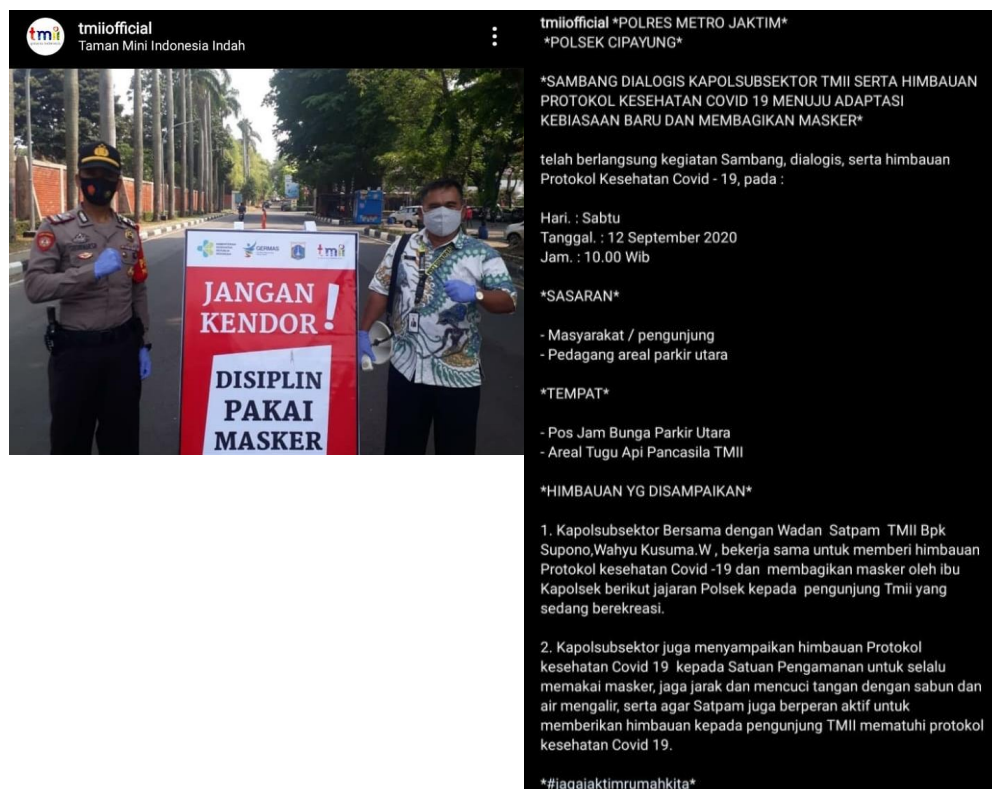 tmii
tmiiofficial
Taman Mini Indonesia Indah
GERMAS
tmii
JANGAN
KENDOR!
DISIPLIN
PAKAI
MASKER
tmiiofficial *POLRES METRO JAKTIM*
*POLSEK CIPAYUNG*
*SAMBANG DIALOGIS KAPOLSUBSEKTOR TMII SERTA HIMBAUAN
PROTOKOL KESEHATAN COVID 19 MENUJU ADAPTASI
KEBIASAAN BARU DAN MEMBAGIKAN MASKER*
telah berlangsung kegiatan Sambang, dialogis, serta himbauan
Protokol Kesehatan Covid - 19, pada :
Hari. : Sabtu
Tanggal. : 12 September 2020
Jam. : 10.00 Wib
*SASARAN*
- Masyarakat / pengunjung
- Pedagang areal parkir utara
*TEMPAT*
- Pos Jam Bunga Parkir Utara
- Areal Tugu Api Pancasila TMII
*HIMBAUAN YG DISAMPAIKAN*
1. Kapolsubsektor Bersama dengan Wadan Satpam TMII Bpk
Supono,Wahyu Kusuma.W , bekerja sama untuk memberi himbauan
Protokol kesehatan Covid -19 dan membagikan masker oleh ibu
Kapolsek berikut jajaran Polsek kepada pengunjung Tmii yang
sedang berekreasi.
2. Kapolsubsektor juga menyampaikan himbauan Protokol
kesehatan Covid 19 kepada Satuan Pengamanan untuk selalu
memakai masker, jaga jarak dan mencuci tangan dengan sabun dan
air mengalir, serta agar Satpam juga berperan aktif untuk
memberikan himbauan kepada pengunjung TMII mematuhi protokol
kesehatan Covid 19.
*#jagajaktimrumahkita*